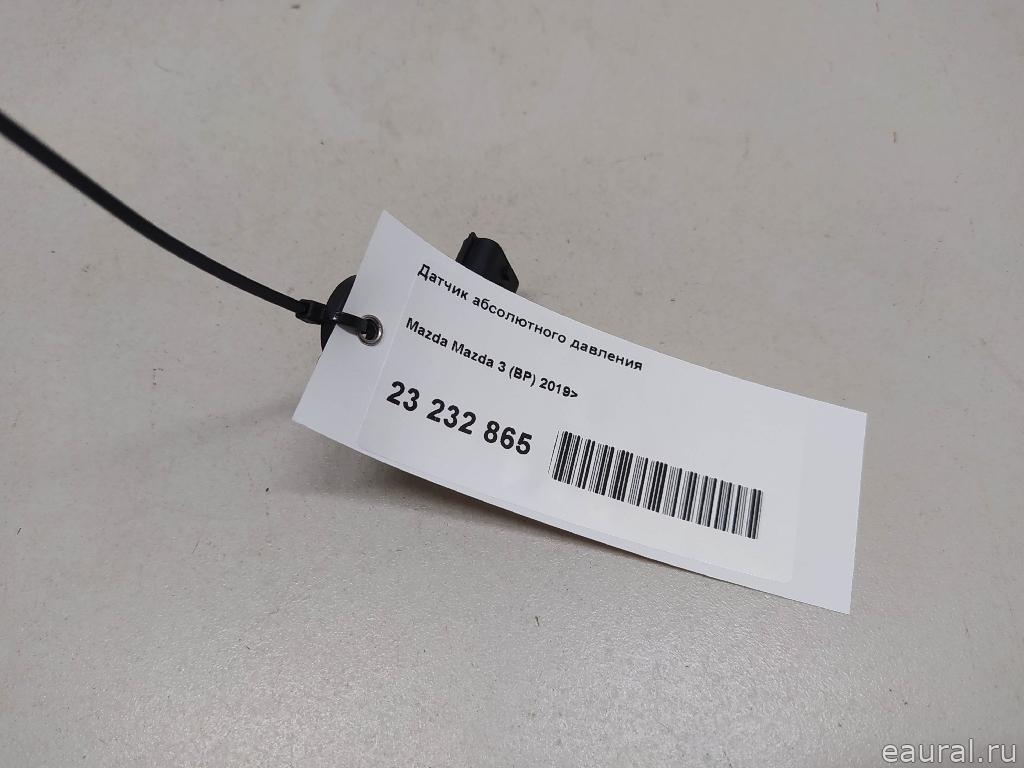 Датчик абсолютного давления
Mazda Mazda 3 (BP) 2019>
23 232 865
eaural.ru